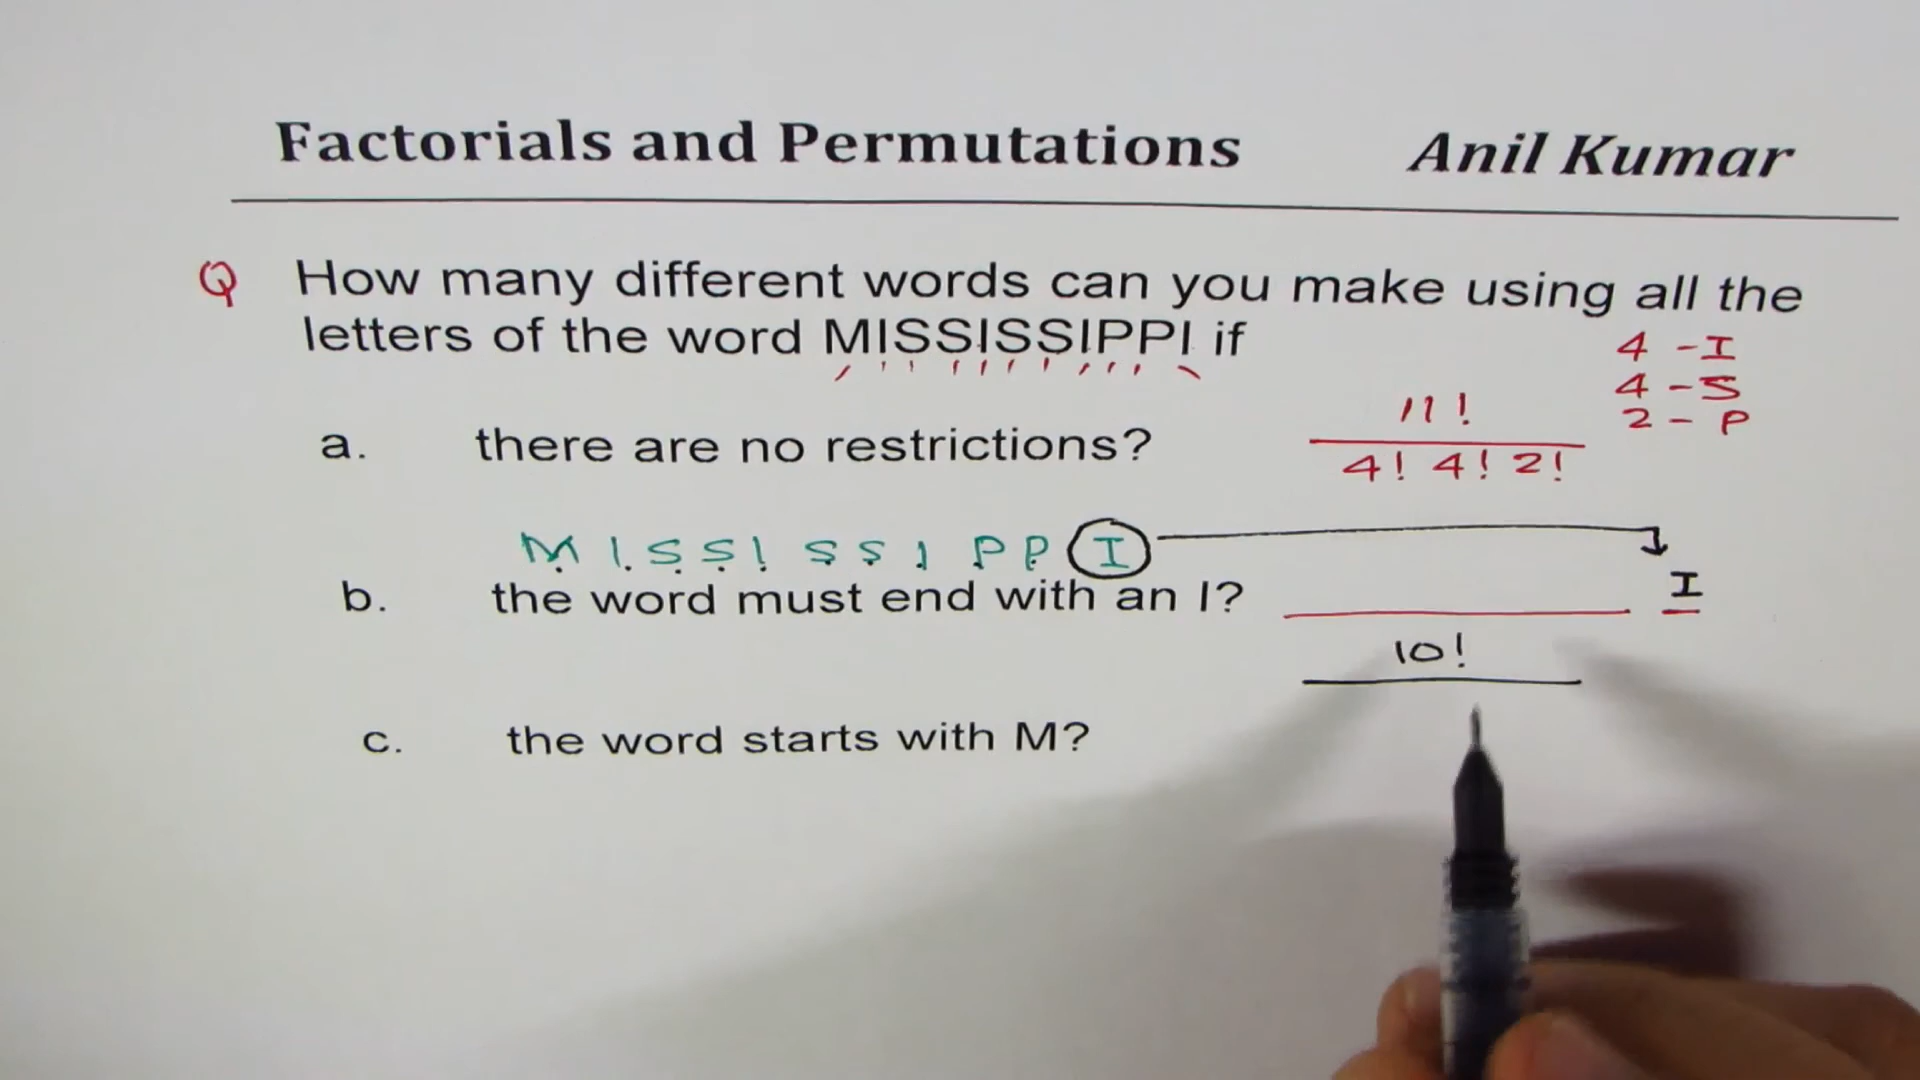 Factorials and Permutations Anil Kumar
Q How many different words can you make using all the
letters of the word MISSISSIPPI if
4 - I
4 - S
2 - P
a. there are no restrictions?
11!
4! 4! 2!
M I S S I S S I P P I
b. the word must end with an I?
I
10!
c. the word starts with M?